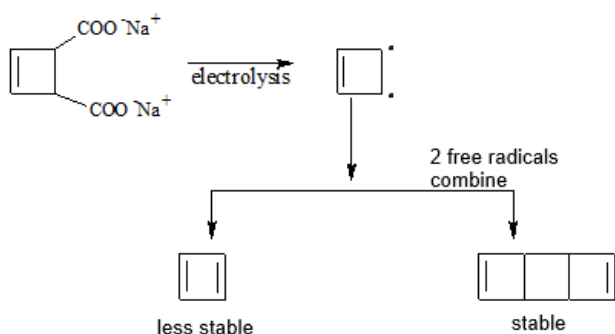 COO⁻Na⁺
electrolysis
COO⁻Na⁺
2 free radicals
combine
less stable
stable